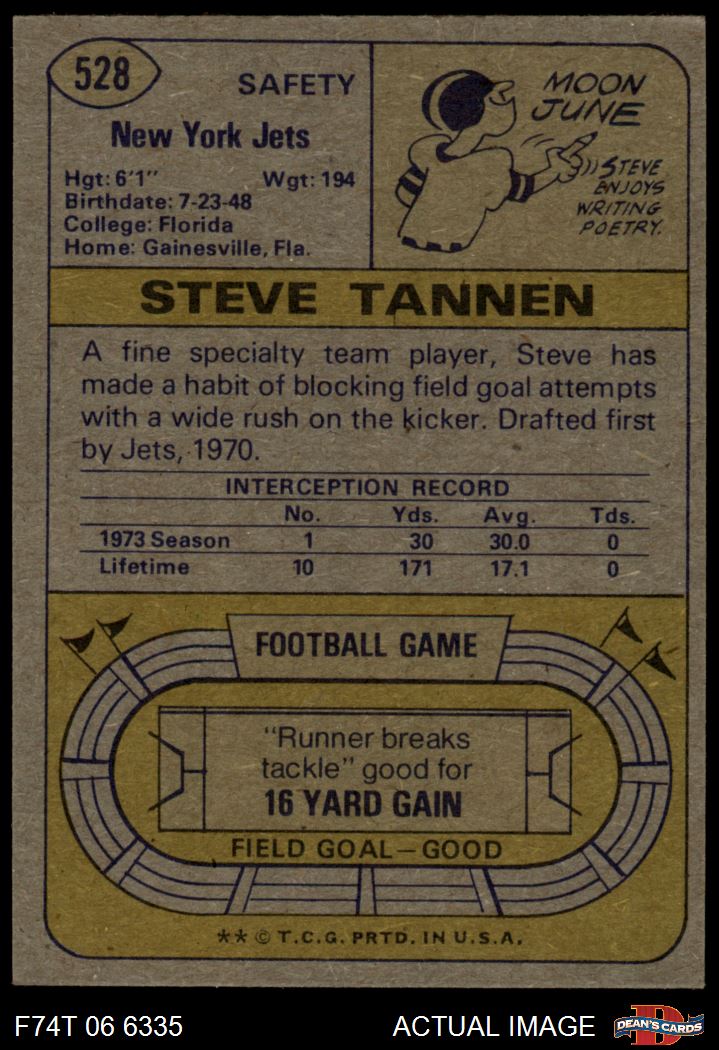 528
SAFETY
New York Jets
Hgt: 6'1" Wgt: 194
Birthdate: 7-23-48
College: Florida
Home: Gainesville, Fla.
MOON
JUNE
STEVE
ENJOYS
WRITING
POETRY.
STEVE TANNEN
A fine specialty team player, Steve has
made a habit of blocking field goal attempts
with a wide rush on the kicker. Drafted first
by Jets, 1970.
INTERCEPTION RECORD
No. Yds. Avg. Tds.
1973 Season 1 30 30.0 0
Lifetime 10 171 17.1 0
FOOTBALL GAME
"Runner breaks
tackle" good for
16 YARD GAIN
FIELD GOAL—GOOD
** © T.C.G. PRTD. IN U.S.A.
F74T 06 6335 ACTUAL IMAGE
D
DEAN'S CARDS